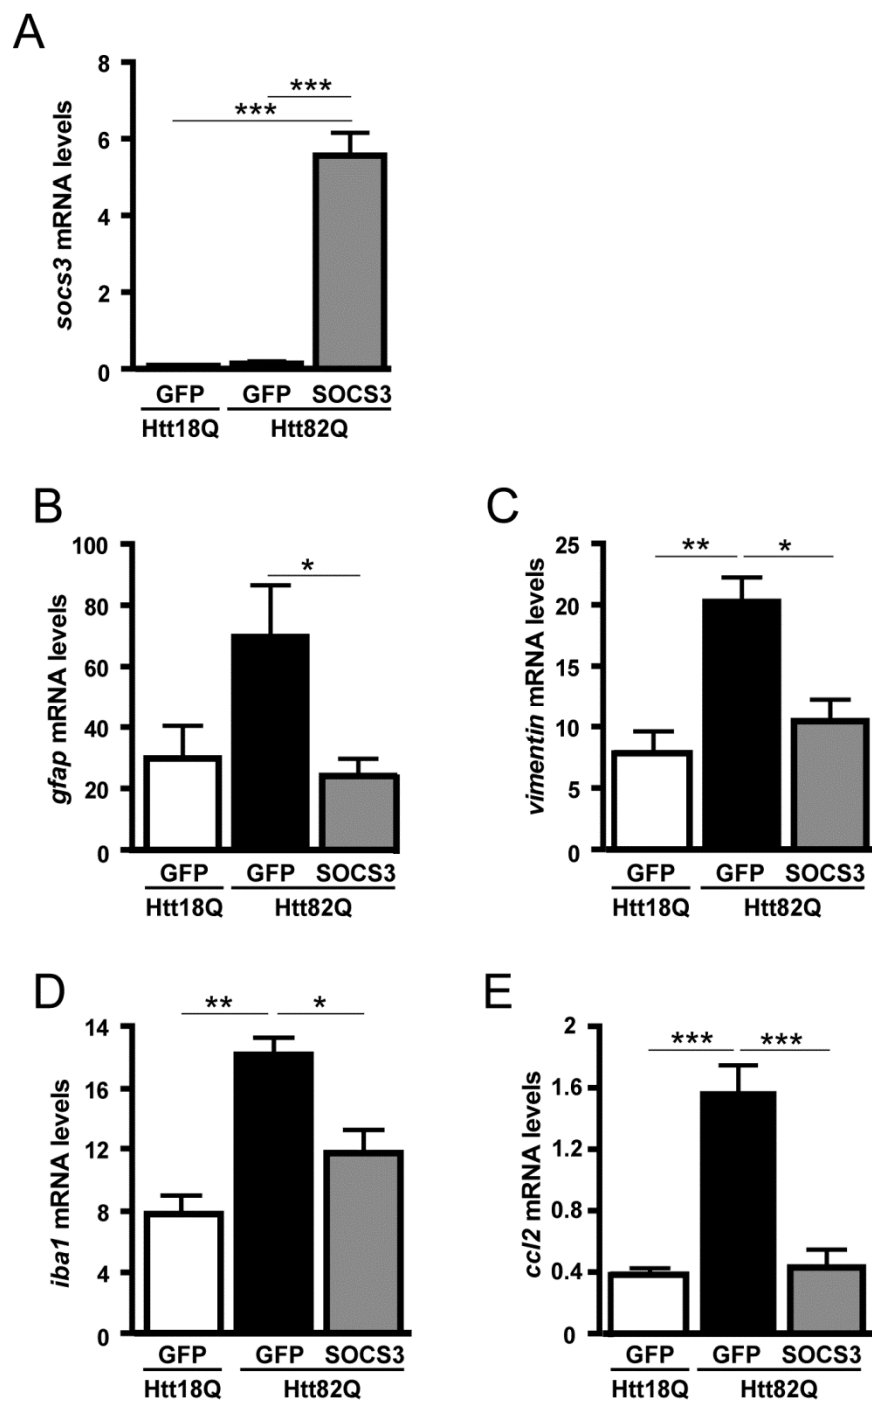 A
socs3 mRNA levels
8
6
4
2
0
***
***
GFP GFP SOCS3
Htt18Q Htt82Q
B
gfap mRNA levels
100
80
60
40
20
0
*
GFP GFP SOCS3
Htt18Q Htt82Q
C
vimentin mRNA levels
25
20
15
10
5
0
** *
GFP GFP SOCS3
Htt18Q Htt82Q
D
iba1 mRNA levels
14
16
12
8
4
0
** *
GFP GFP SOCS3
Htt18Q Htt82Q
E
ccl2 mRNA levels
2
1.6
1.2
0.8
0.4
0
*** ***
GFP GFP SOCS3
Htt18Q Htt82Q